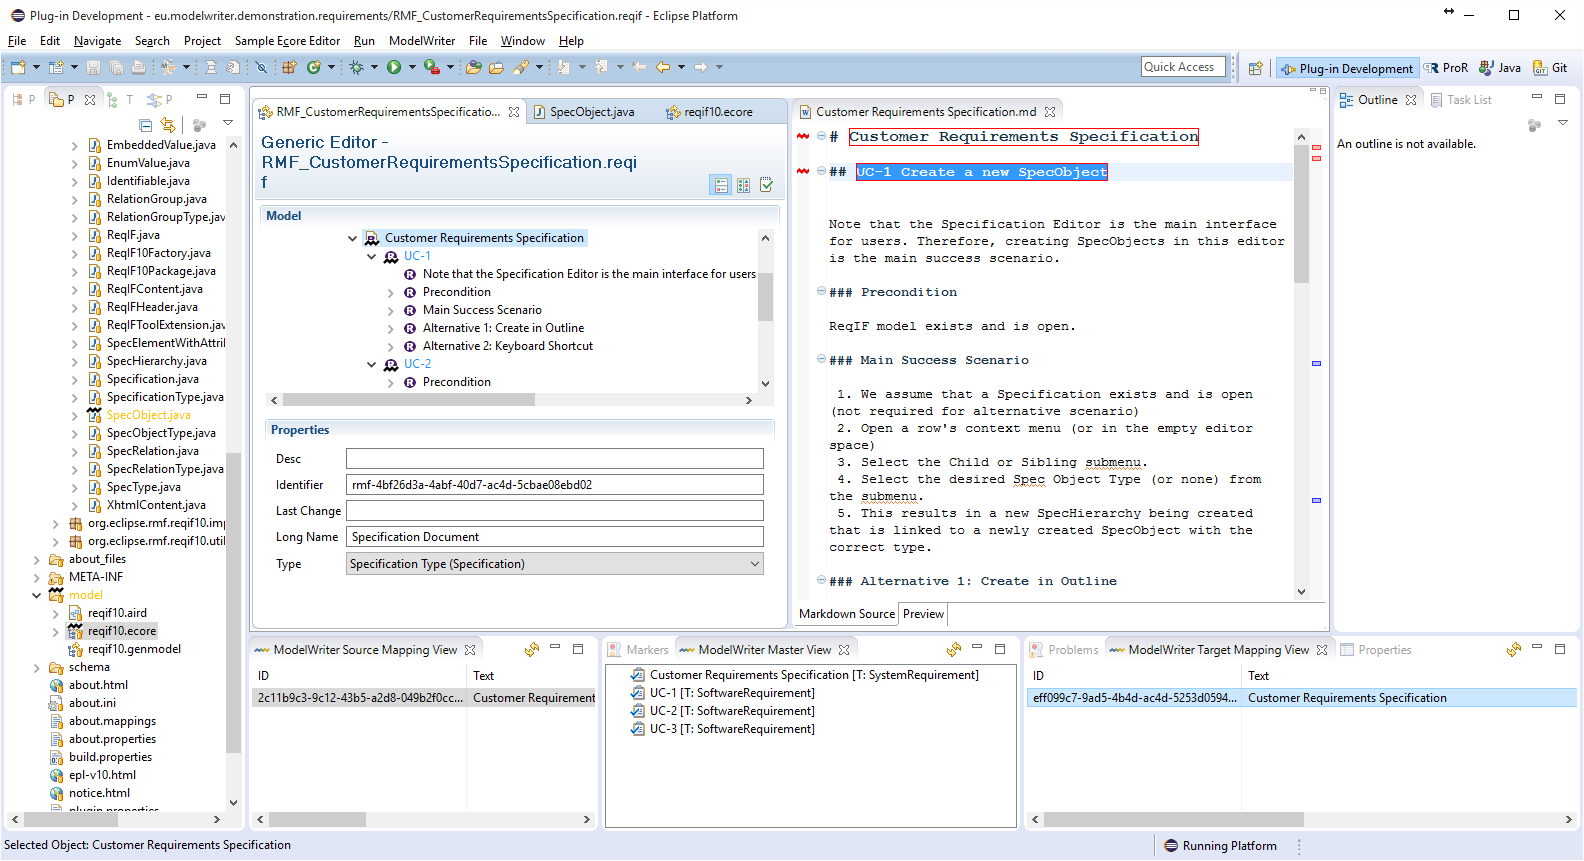 Plug-in Development - eu.modelwriter.demonstration.requirements/RMF_CustomerRequirementsSpecification.reqif - Eclipse Platform
File Edit Navigate Search Project Sample Ecore Editor Run ModelWriter File Window Help
Quick Access
Plug-in Development
ProR
Java
Git
P
P
T
P
EmbeddedValue.java
EnumValue.java
Identifiable.java
RelationGroup.java
RelationGroupType.jav
ReqIF.java
ReqIF10Factory.java
ReqIF10Package.java
ReqIFContent.java
ReqIFHeader.java
ReqIFToolExtension.jav
SpecElementWithAttril
SpecHierarchy.java
Specification.java
SpecificationType.java
SpecObject.java
SpecObjectType.java
SpecRelation.java
SpecRelationType.java
SpecType.java
XhtmlContent.java
org.eclipse.rmf.reqif10.imp
org.eclipse.rmf.reqif10.util
about_files
META-INF
model
reqif10.aird
reqif10.ecore
reqif10.genmodel
schema
about.html
about.ini
about.mappings
about.properties
build.properties
epl-v10.html
notice.html
plugin.properties
RMF_CustomerRequirementsSpecificatio...
SpecObject.java
reqif10.ecore
Generic Editor -
RMF_CustomerRequirementsSpecification.reqi
f
Model
Customer Requirements Specification
UC-1
Note that the Specification Editor is the main interface for users
Precondition
Main Success Scenario
Alternative 1: Create in Outline
Alternative 2: Keyboard Shortcut
UC-2
Precondition
Properties
Desc
Identifier rmf-4bf26d3a-4abf-40d7-ac4d-5cbae08ebd02
Last Change
Long Name Specification Document
Type Specification Type (Specification)
Customer Requirements Specification.md
# Customer Requirements Specification
## UC-1 Create a new SpecObject
Note that the Specification Editor is the main interface
for users. Therefore, creating SpecObjects in this editor
is the main success scenario.
### Precondition
ReqIF model exists and is open.
### Main Success Scenario
1. We assume that a Specification exists and is open
(not required for alternative scenario)
2. Open a row's context menu (or in the empty editor
space)
3. Select the Child or Sibling submenu.
4. Select the desired Spec Object Type (or none) from
the submenu.
5. This results in a new SpecHierarchy being created
that is linked to a newly created SpecObject with the
correct type.
### Alternative 1: Create in Outline
Markdown Source
Preview
Outline
Task List
An outline is not available.
ModelWriter Source Mapping View
ID Text
2c11b9c3-9c12-43b5-a2d8-049b2f0cc... Customer Requirement
Markers
ModelWriter Master View
Customer Requirements Specification [T: SystemRequirement]
UC-1 [T: SoftwareRequirement]
UC-2 [T: SoftwareRequirement]
UC-3 [T: SoftwareRequirement]
Problems
ModelWriter Target Mapping View
Properties
ID Text
eff099c7-9ad5-4b4d-ac4d-5253d0594... Customer Requirements Specification
Selected Object: Customer Requirements Specification
Running Platform